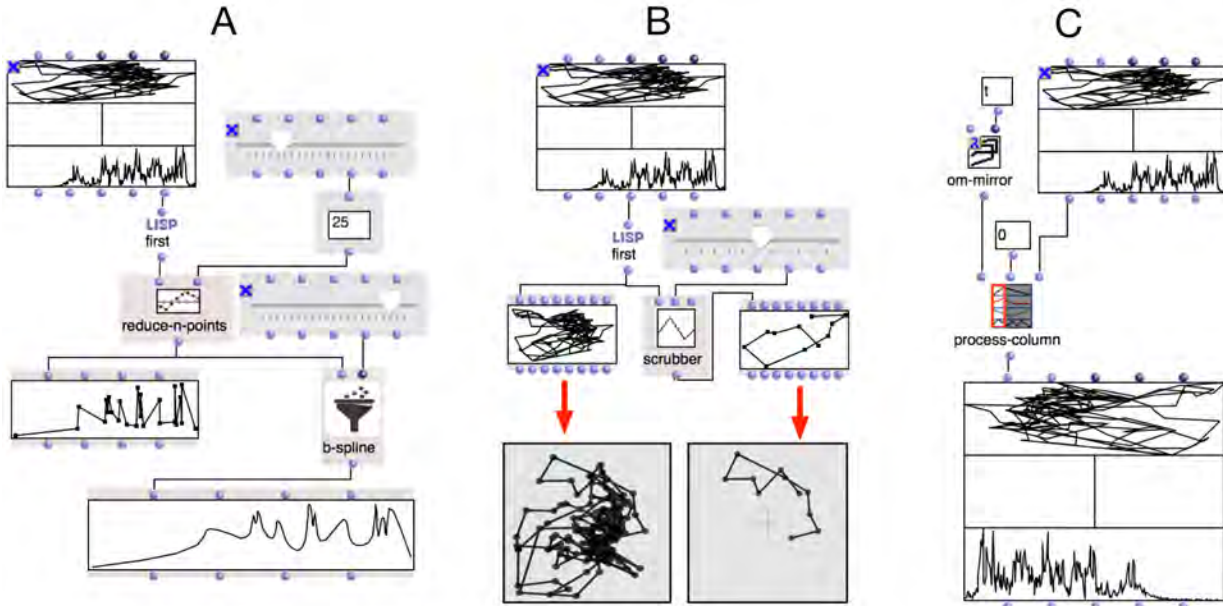 A
LISP
first
25
reduce-n-points
b-spline
B
LISP
first
scrubber
C
t
om-mirror
0
process-column